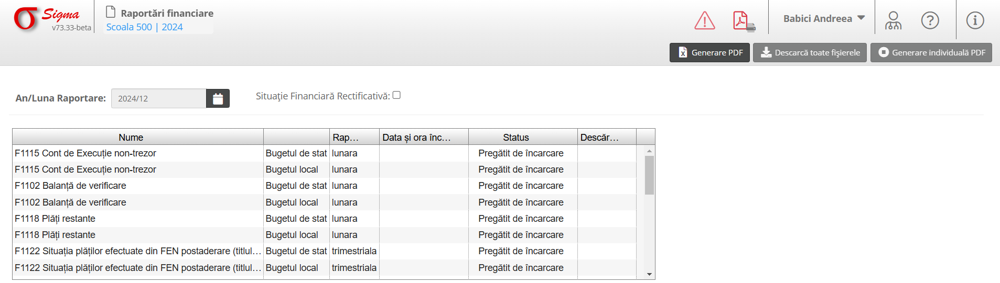 σ Sigma
v73.33-beta
Raportări financiare
Scoala 500 | 2024
Babici Andreea
Generare PDF
Descarcă toate fişierele
Generare individuală PDF
An/Luna Raportare: 2024/12
Situaţie Financiară Rectificativă:
Nume Rap... Data și ora înc... Status Descăr...
F1115 Cont de Execuție non-trezor Bugetul de stat lunara Pregătit de încarcare
F1115 Cont de Execuție non-trezor Bugetul local lunara Pregătit de încarcare
F1102 Balanță de verificare Bugetul de stat lunara Pregătit de încarcare
F1102 Balanță de verificare Bugetul local lunara Pregătit de încarcare
F1118 Plăți restante Bugetul de stat lunara Pregătit de încarcare
F1118 Plăți restante Bugetul local lunara Pregătit de încarcare
F1122 Situația plăților efectuate din FEN postaderare (titlul... Bugetul de stat trimestriala Pregătit de încarcare
F1122 Situația plăților efectuate din FEN postaderare (titlul... Bugetul local trimestriala Pregătit de încarcare